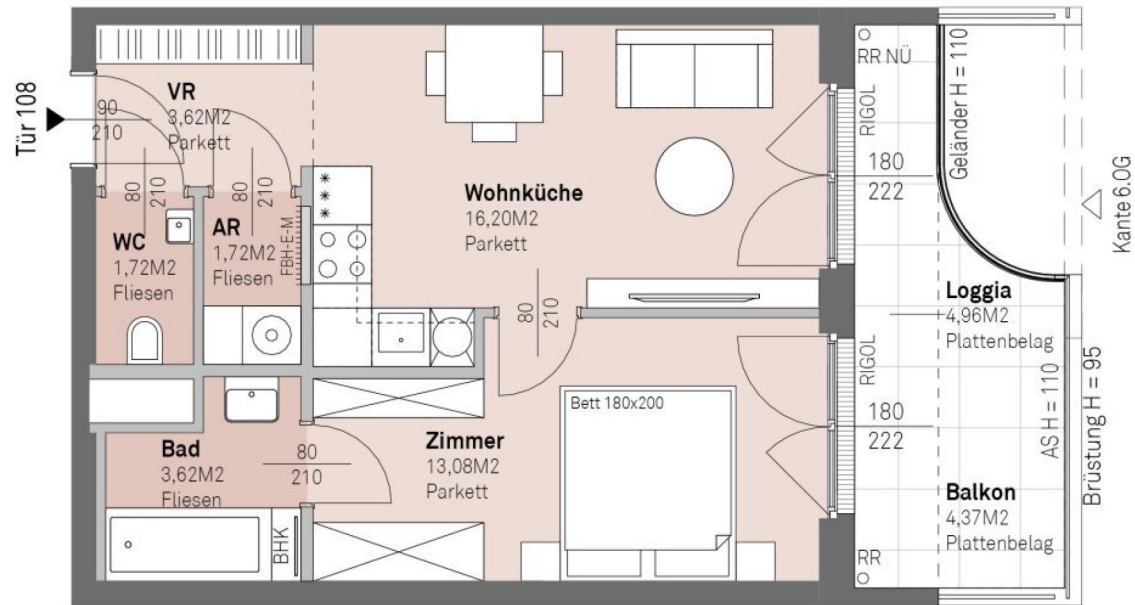 Tür 108
90
210
VR
3,62M2
Parkett
80
210
80
210
WC
1,72M2
Fliesen
AR
1,72M2
Fliesen
FBH-E-M
Wohnküche
16,20M2
Parkett
80
210
RR NÜ
RIGOL
180
222
Geländer H = 110
Kante 6.OG
Loggia
4,96M2
Plattenbelag
RIGOL
180
222
AS H = 110
Brüstung H = 95
Balkon
4,37M2
Plattenbelag
RR
Bett 180x200
Zimmer
13,08M2
Parkett
80
210
Bad
3,62M2
Fliesen
BHK